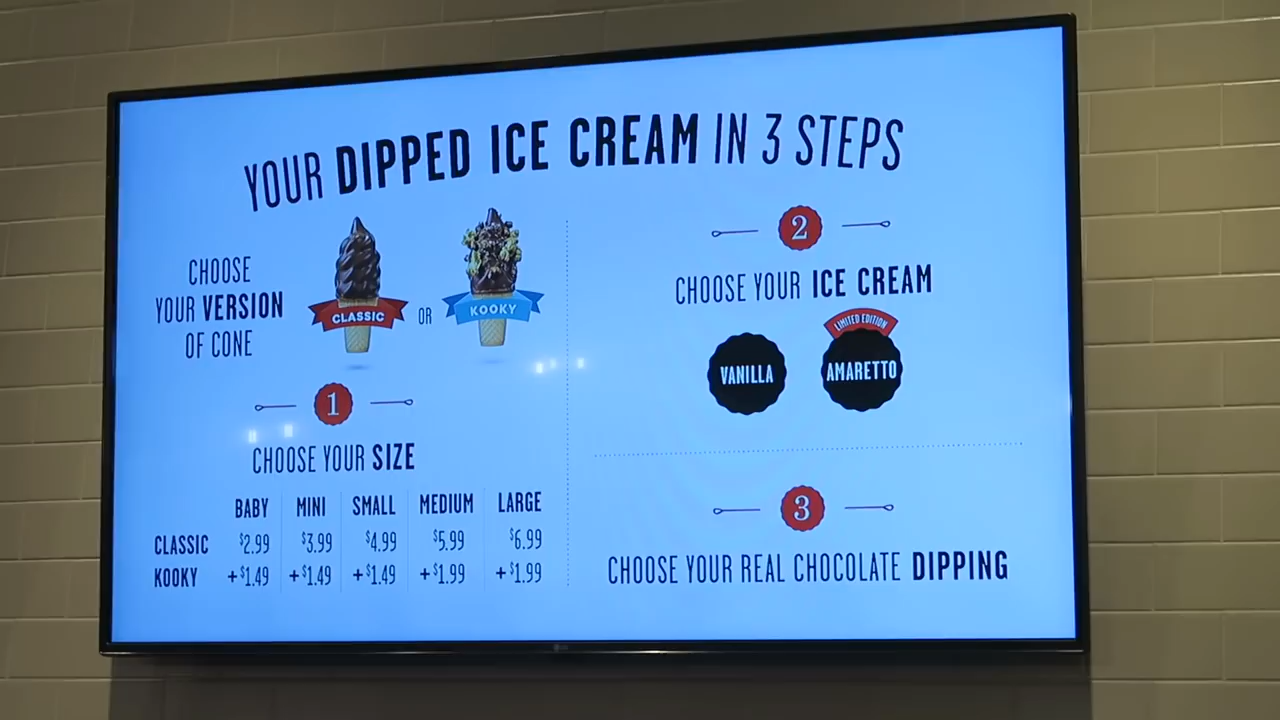 YOUR DIPPED ICE CREAM IN 3 STEPS
CHOOSE
YOUR VERSION
OF CONE
CLASSIC
OR
KOOKY
1
CHOOSE YOUR SIZE
BABY MINI SMALL MEDIUM LARGE
CLASSIC $2.99 $3.99 $4.99 $5.99 $6.99
KOOKY +$1.49 +$1.49 +$1.49 +$1.99 +$1.99
2
CHOOSE YOUR ICE CREAM
VANILLA
LIMITED EDITION
AMARETTO
3
CHOOSE YOUR REAL CHOCOLATE DIPPING
LG